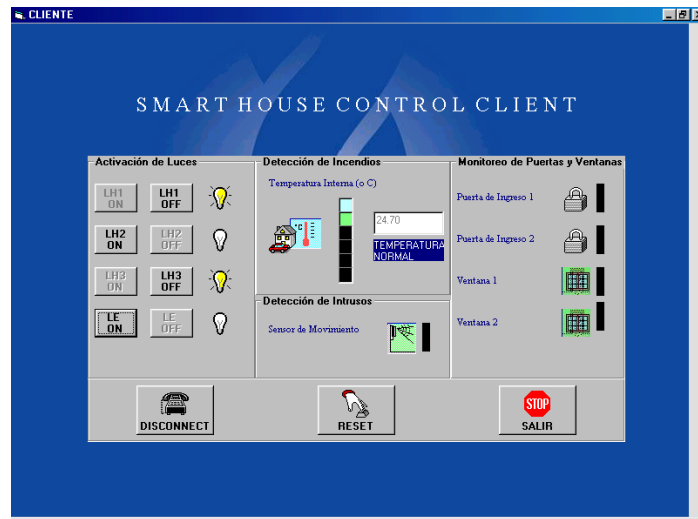 CLIENTE
SMART HOUSE CONTROL CLIENT
Activación de Luces
LH1 ON
LH1 OFF
LH2 ON
LH2 OFF
LH3 ON
LH3 OFF
LE ON
LE OFF
Detección de Incendios
Temperatura Interna (o C)
°C
24.70
TEMPERATURA
NORMAL
Detección de Intrusos
Sensor de Movimiento
Monitoreo de Puertas y Ventanas
Puerta de Ingreso 1
Puerta de Ingreso 2
Ventana 1
Ventana 2
DISCONNECT
RESET
STOP
SALIR